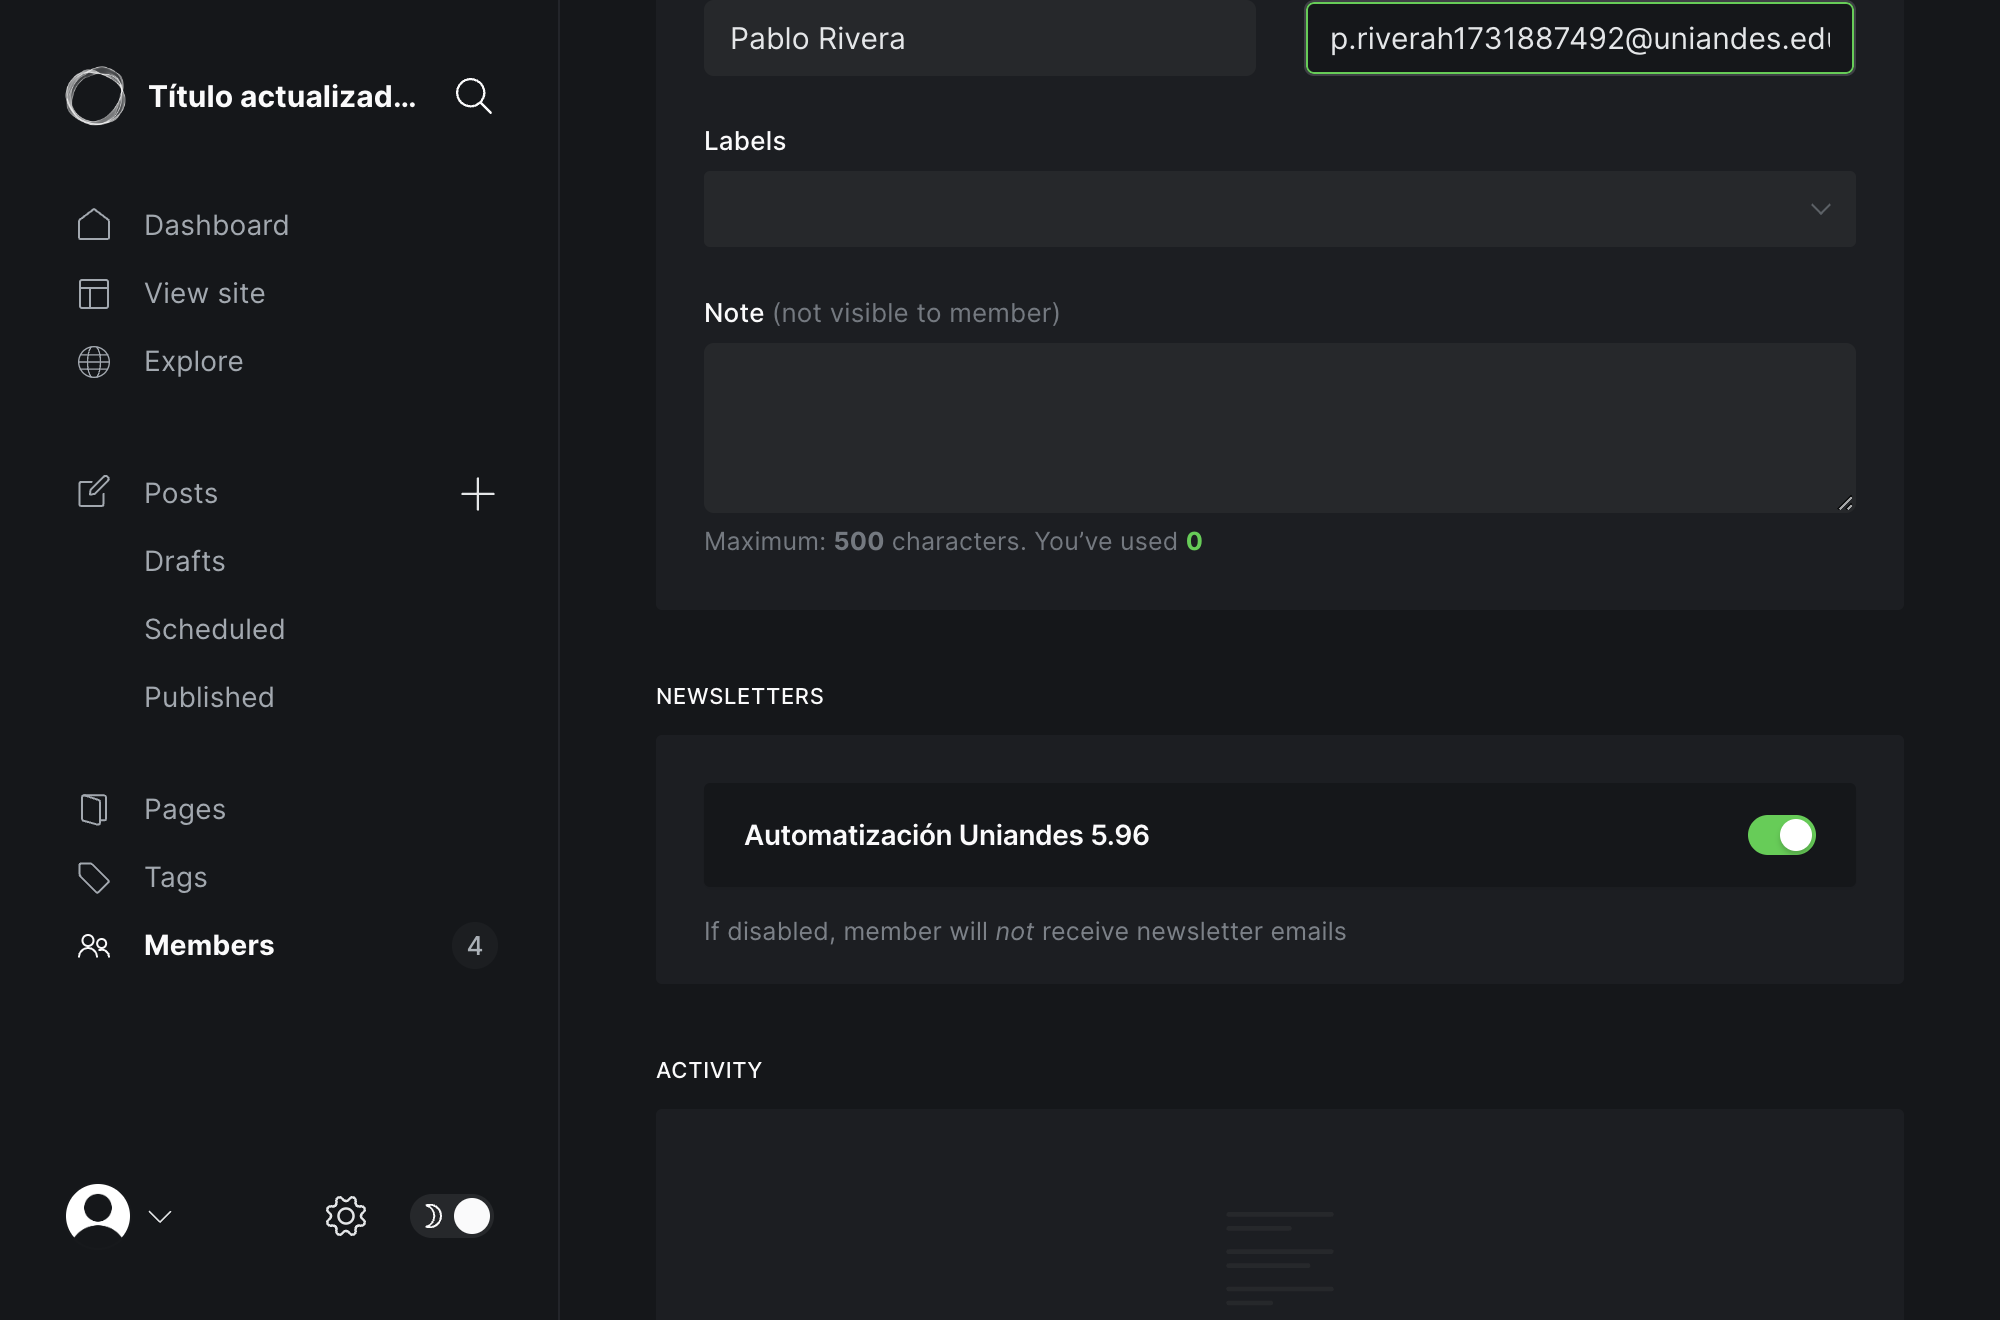 Título actualizad...
Dashboard
View site
Explore
Posts
Drafts
Scheduled
Published
Pages
Tags
Members
4
Pablo Rivera
p.riverah1731887492@uniandes.edu
Labels
Note (not visible to member)
Maximum: 500 characters. You’ve used 0
NEWSLETTERS
Automatización Uniandes 5.96
If disabled, member will not receive newsletter emails
ACTIVITY